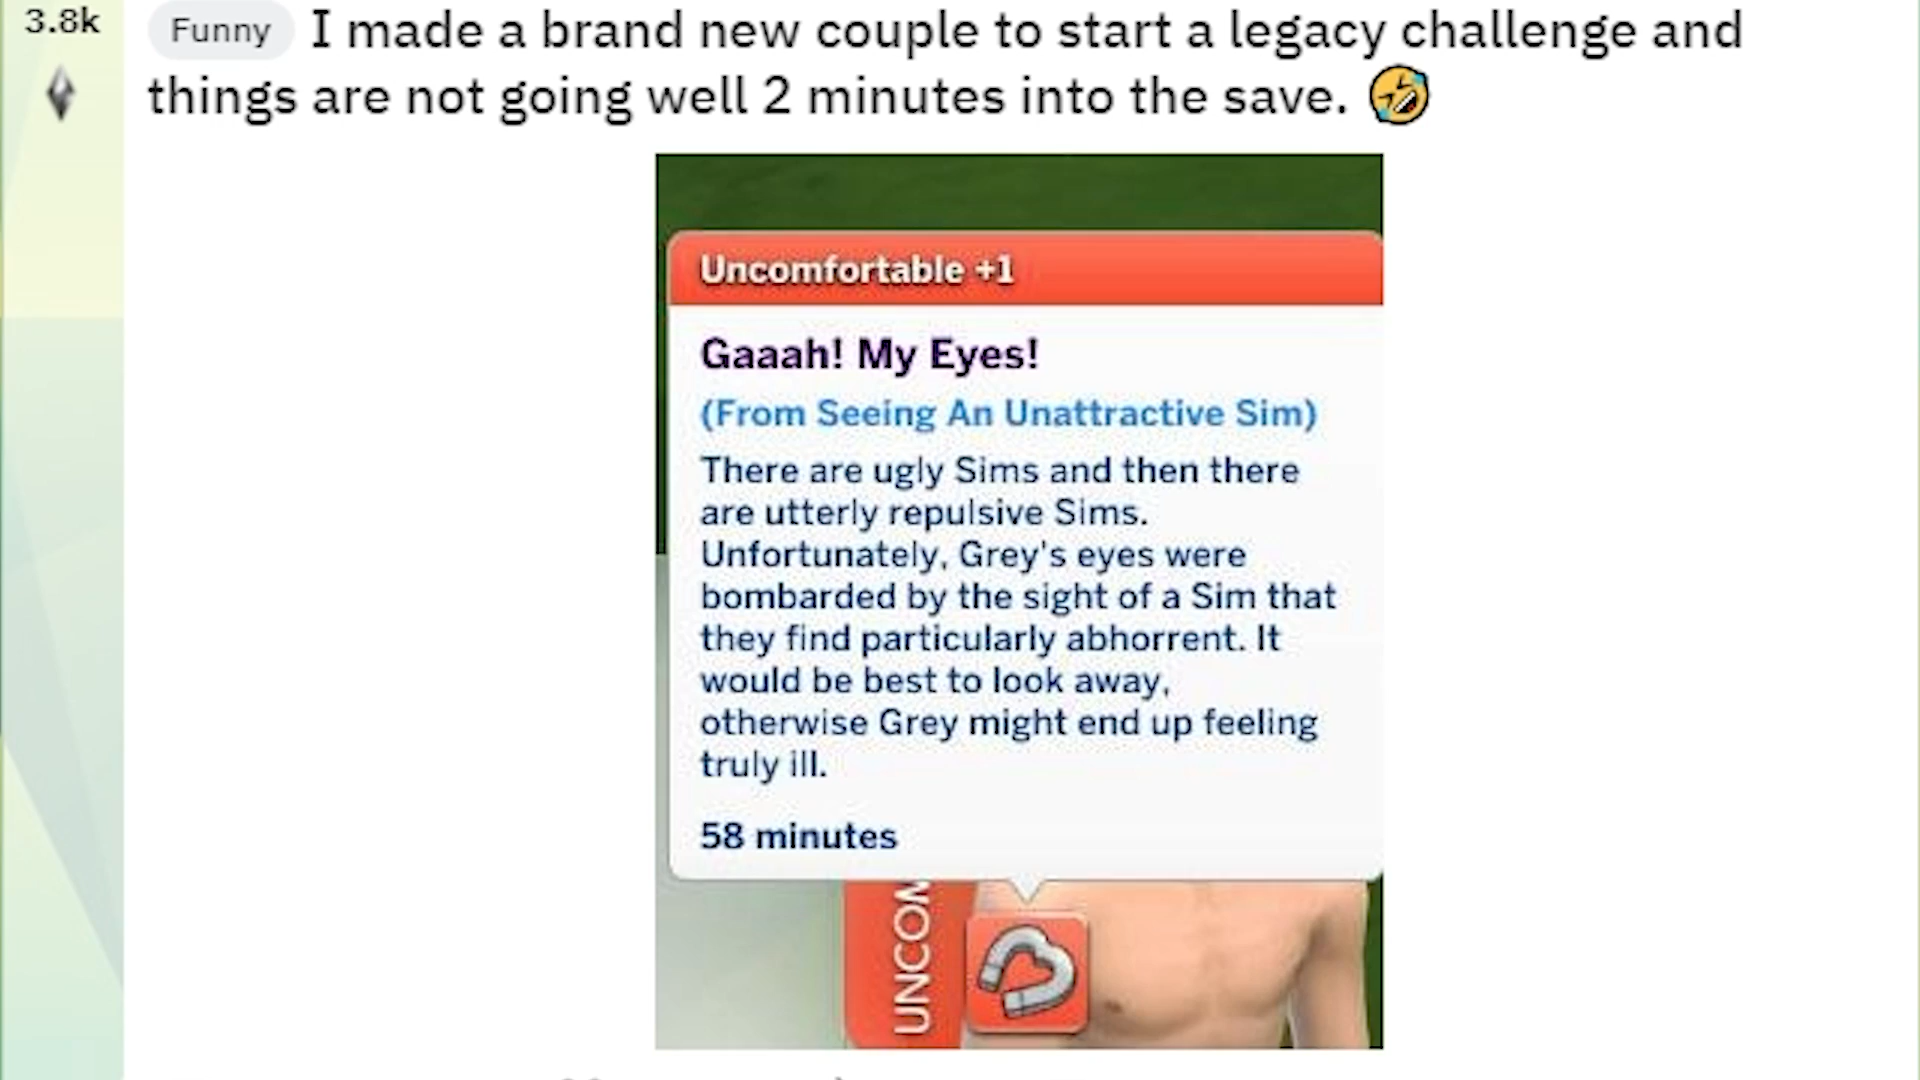 3.8k
Funny I made a brand new couple to start a legacy challenge and
things are not going well 2 minutes into the save. 🤣
Uncomfortable +1
Gaaah! My Eyes!
(From Seeing An Unattractive Sim)
There are ugly Sims and then there
are utterly repulsive Sims.
Unfortunately, Grey's eyes were
bombarded by the sight of a Sim that
they find particularly abhorrent. It
would be best to look away,
otherwise Grey might end up feeling
truly ill.
58 minutes
UNCOM